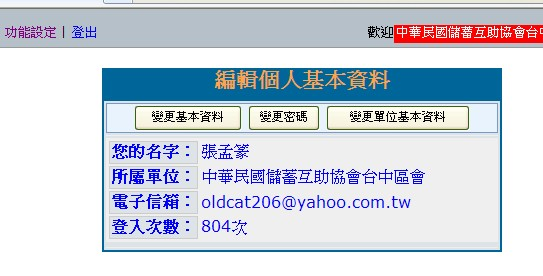 功能設定 | 登出
歡迎中華民國儲蓄互助協會台中
編輯個人基本資料
變更基本資料 變更密碼 變更單位基本資料
您的名字：張孟篆
所屬單位：中華民國儲蓄互助協會台中區會
電子信箱：oldcat206@yahoo.com.tw
登入次數：804次